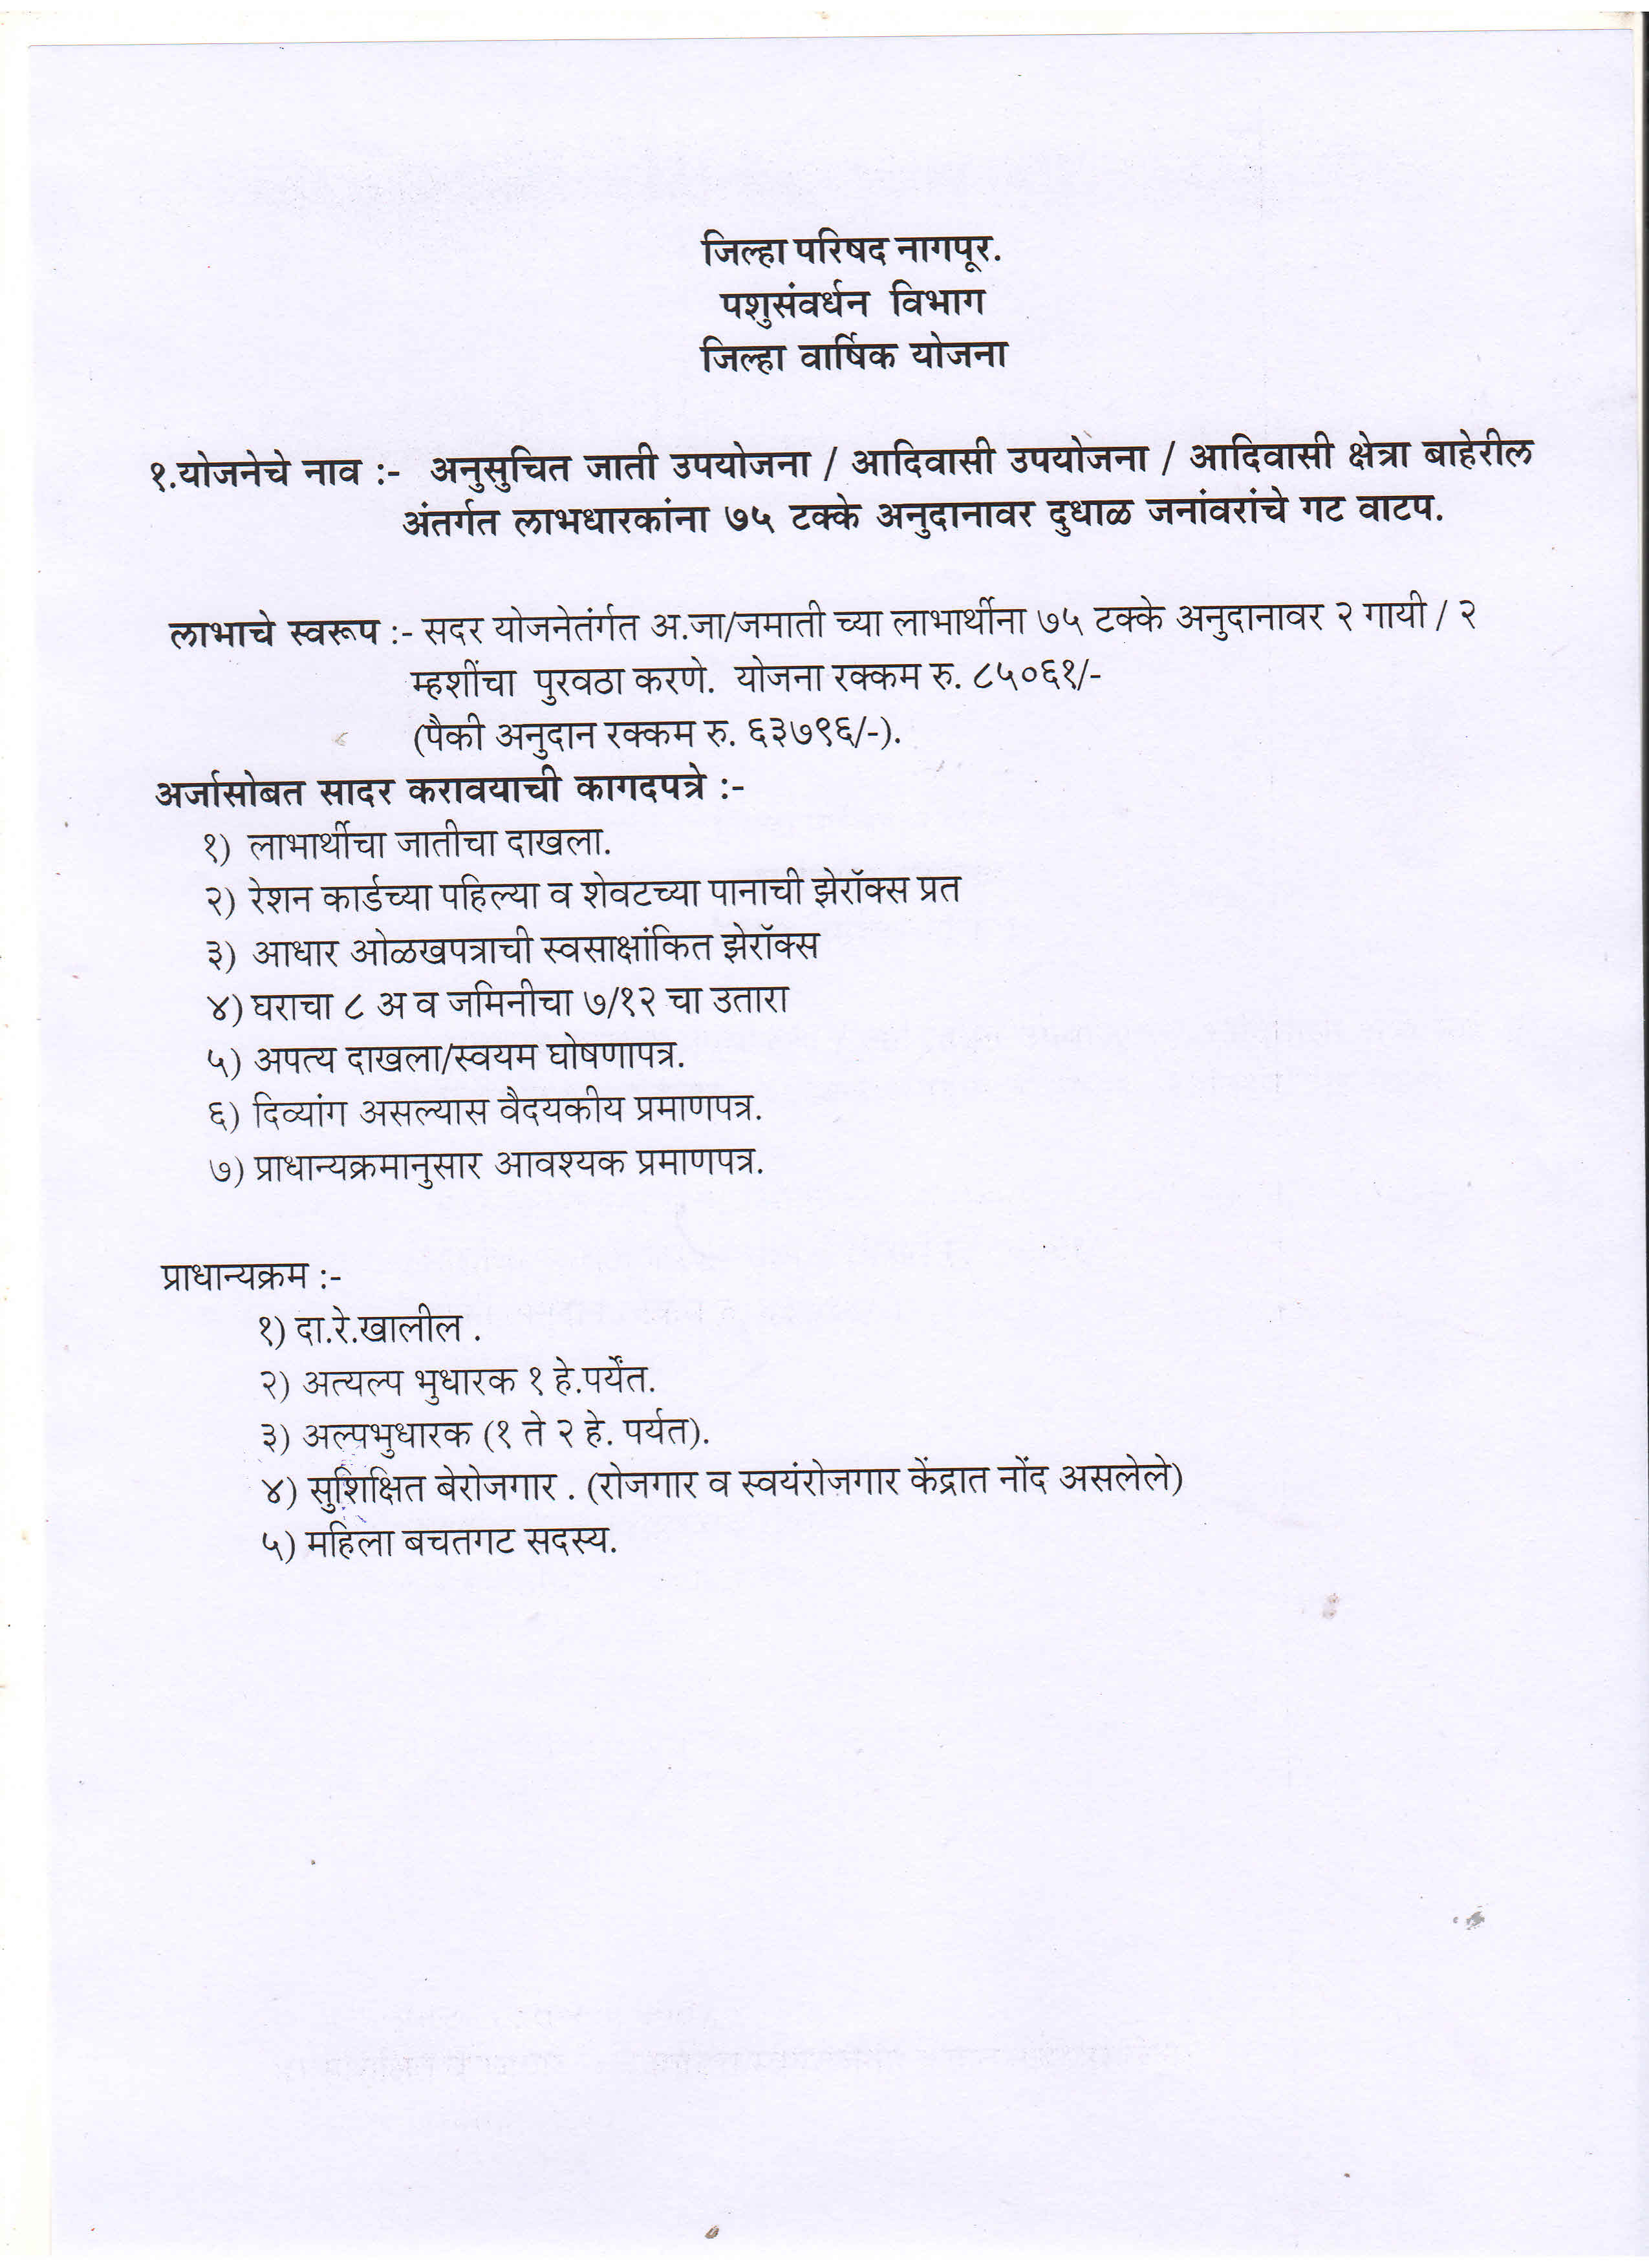 जिल्हा परिषद नागपूर.
पशुसंवर्धन विभाग
जिल्हा वार्षिक योजना
१.योजनेचे नाव :- अनुसुचित जाती उपयोजना / आदिवासी उपयोजना / आदिवासी क्षेत्रा बाहेरील
अंतर्गत लाभधारकांना ७५ टक्के अनुदानावर दुधाळ जनांवरांचे गट वाटप.
लाभाचे स्वरूप :- सदर योजनेतंर्गत अ.जा/जमाती च्या लाभार्थीना ७५ टक्के अनुदानावर २ गायी / २
म्हशींचा पुरवठा करणे. योजना रक्कम रु. ८५०६१/-
(पैकी अनुदान रक्कम रु. ६३७९६/-).
अर्जासोबत सादर करावयाची कागदपत्रे :-
१) लाभार्थीचा जातीचा दाखला.
२) रेशन कार्डच्या पहिल्या व शेवटच्या पानाची झेरॉक्स प्रत
३) आधार ओळखपत्राची स्वसाक्षांकित झेरॉक्स
४) घराचा ८ अ व जमिनीचा ७/१२ चा उतारा
५) अपत्य दाखला/स्वयम घोषणापत्र.
६) दिव्यांग असल्यास वैदयकीय प्रमाणपत्र.
७) प्राधान्यक्रमानुसार आवश्यक प्रमाणपत्र.
प्राधान्यक्रम :-
१) दा.रे.खालील .
२) अत्यल्प भुधारक १ हे.पर्येंत.
३) अल्पभुधारक (१ ते २ हे. पर्यत).
४) सुशिक्षित बेरोजगार . (रोजगार व स्वयंरोजगार केंद्रात नोंद असलेले)
५) महिला बचतगट सदस्य.